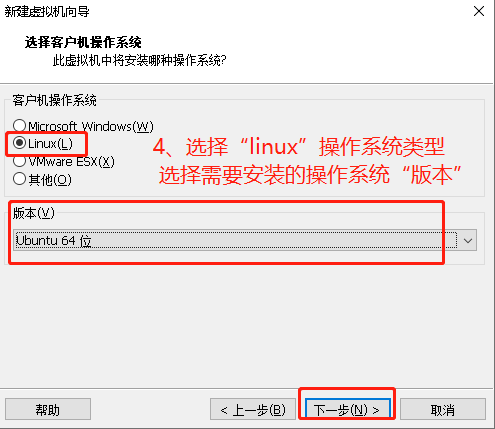 新建虚拟机向导
选择客户机操作系统
此虚拟机中将安装哪种操作系统?
客户机操作系统
Microsoft Windows(W)
Linux(L)
VMware ESX(X)
其他(O)
4、选择“linux”操作系统类型
选择需要安装的操作系统“版本”
版本(V)
Ubuntu 64 位
帮助
< 上一步(B)
下一步(N) >
取消